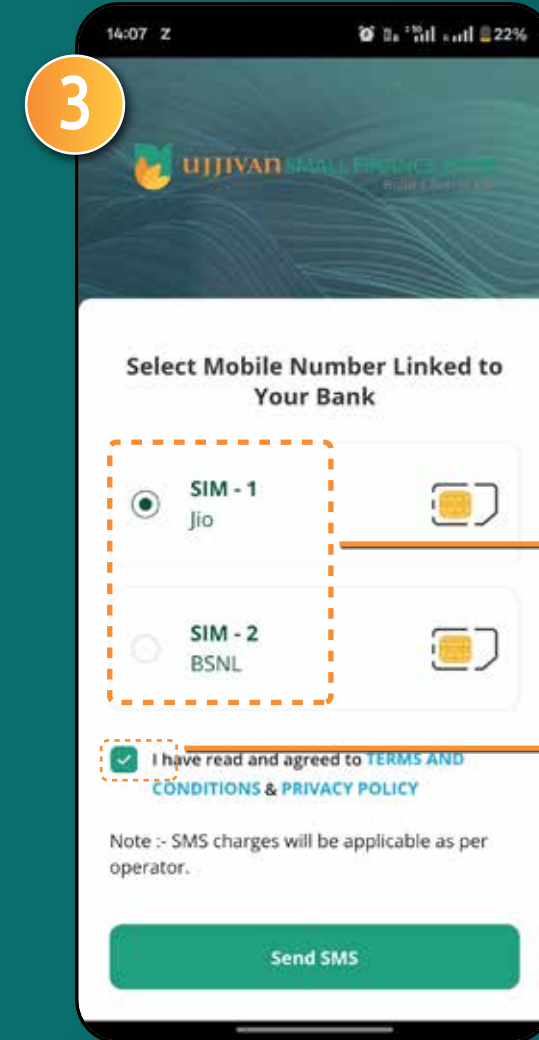 14:07 Z
22%
3
UJJIVAN SMALL FINANCE BANK
Select Mobile Number Linked to
Your Bank
SIM - 1
Jio
SIM - 2
BSNL
I have read and agreed to TERMS AND
CONDITIONS & PRIVACY POLICY
Note :- SMS charges will be applicable as per
operator.
Send SMS